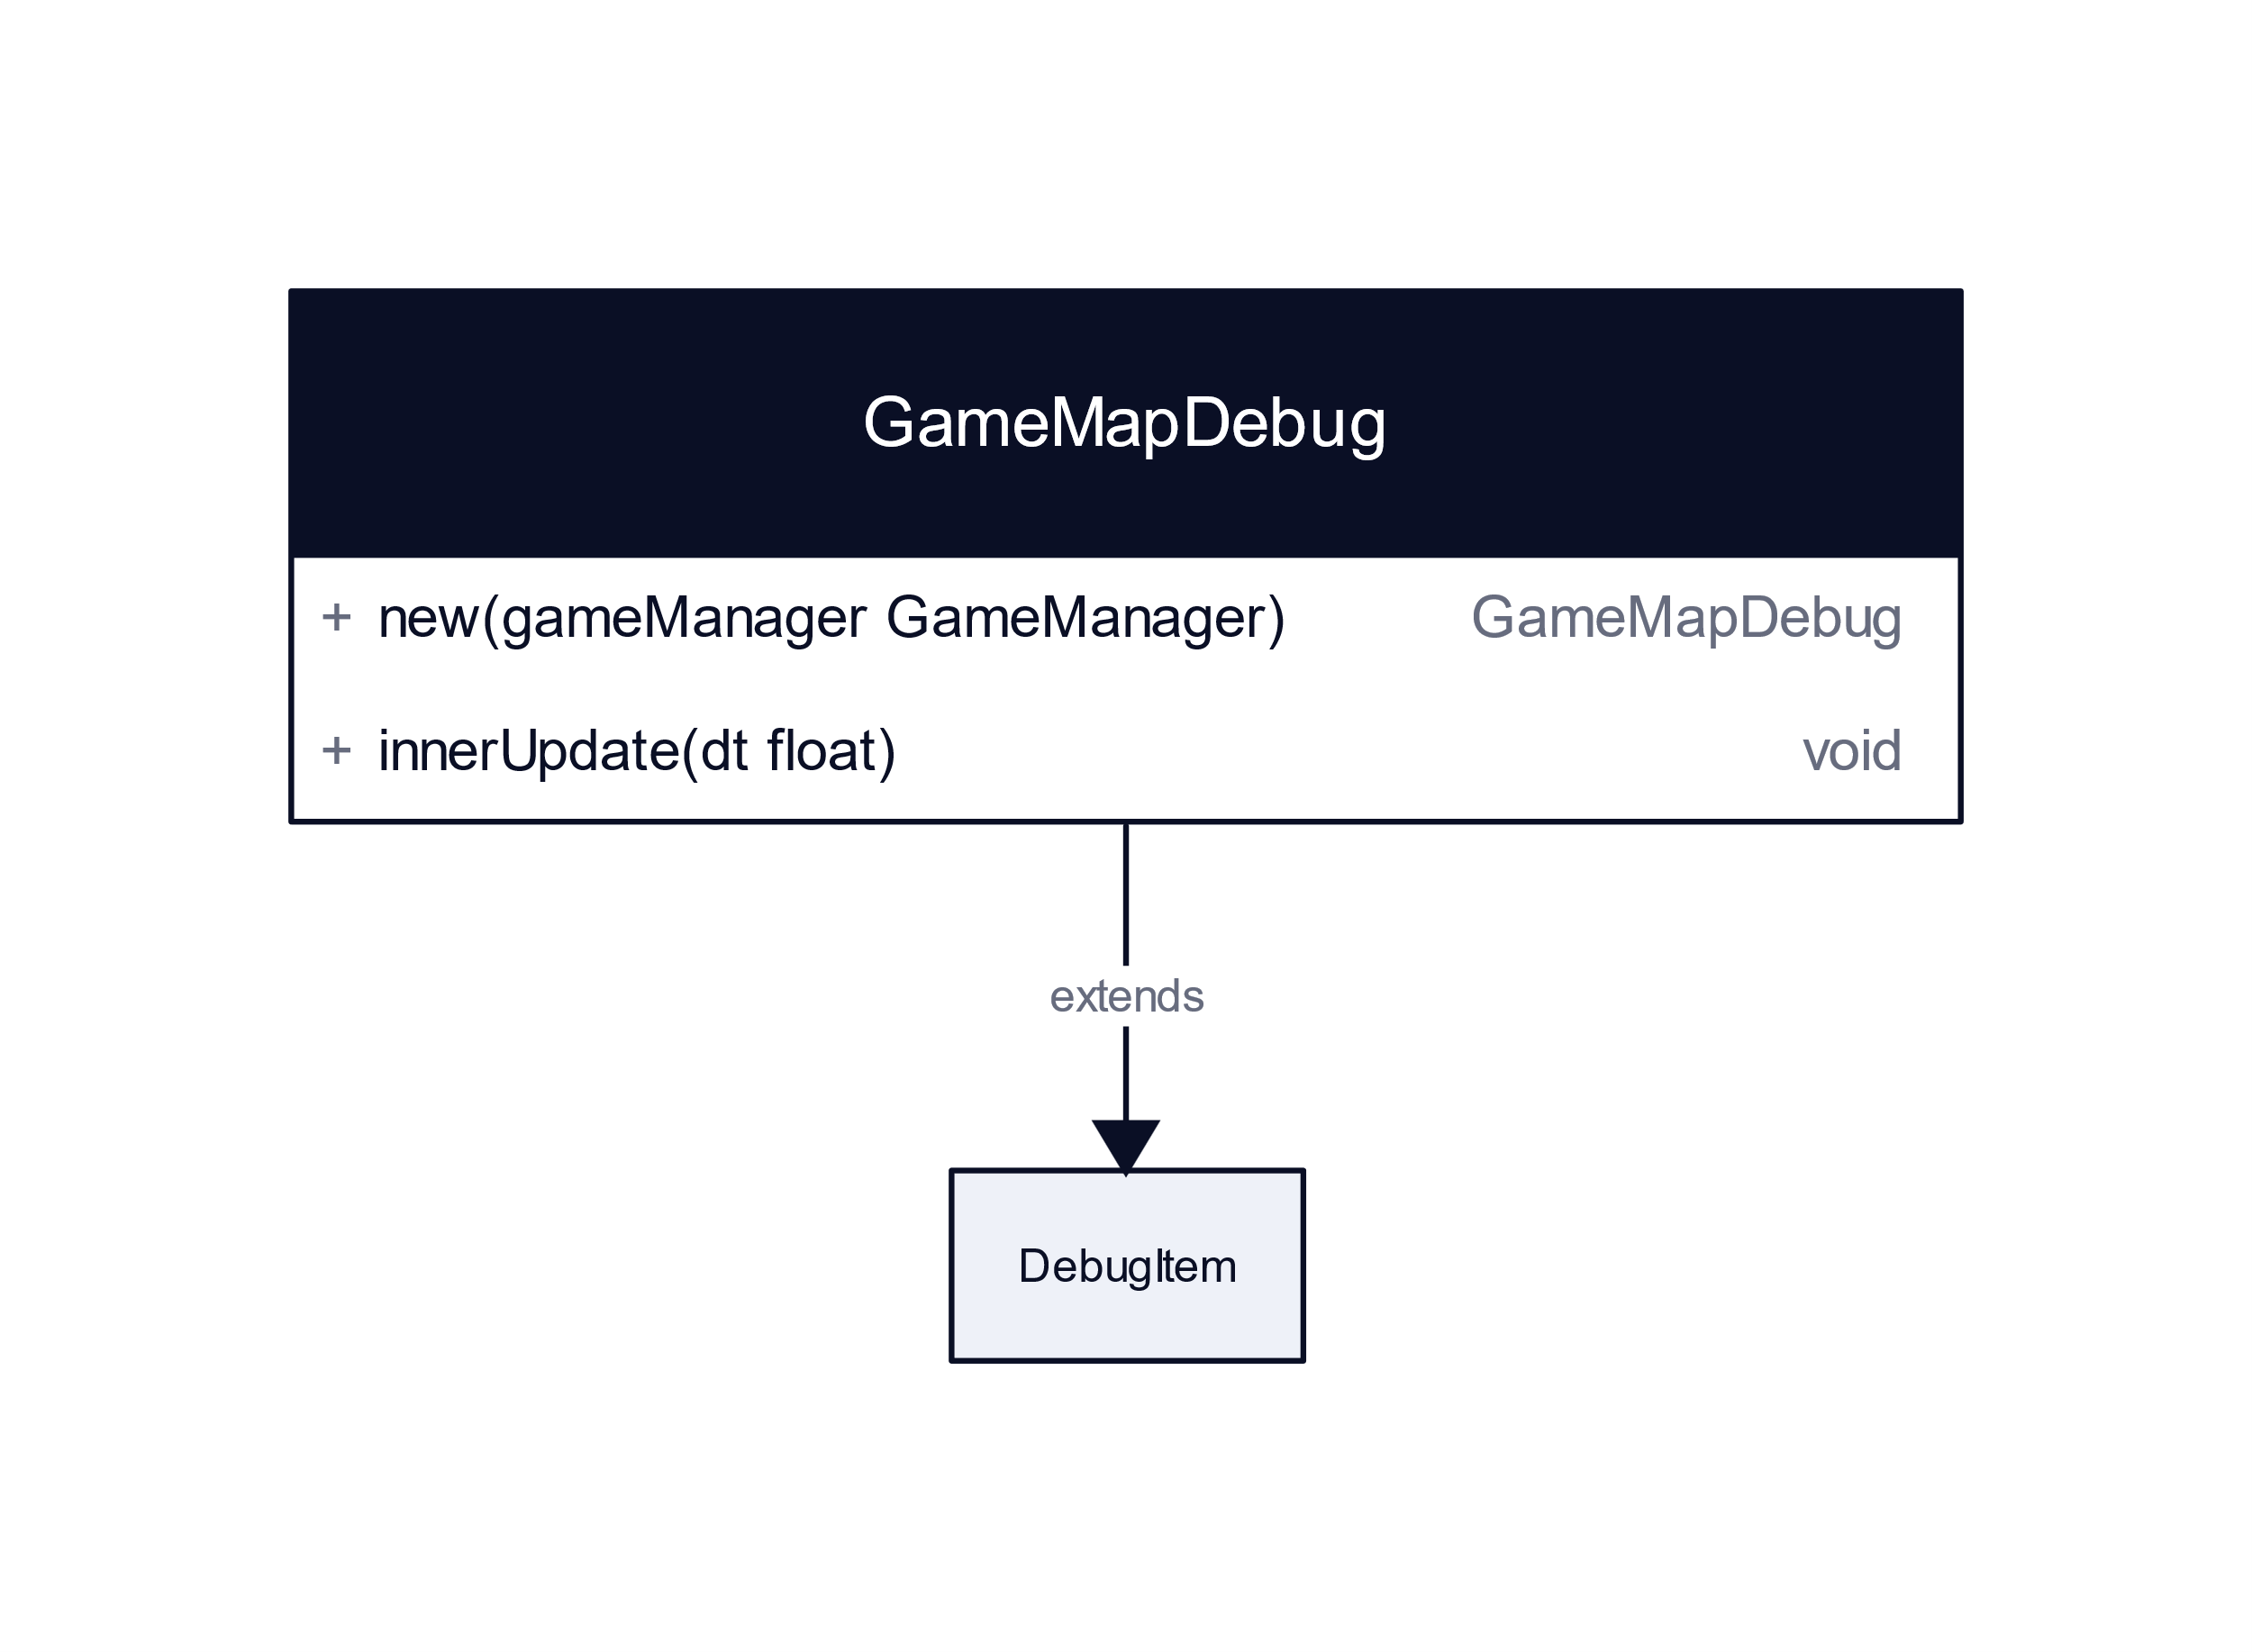 GameMapDebug
+ new(gameManager GameManager) GameMapDebug
+ innerUpdate(dt float) void
extends
DebugItem